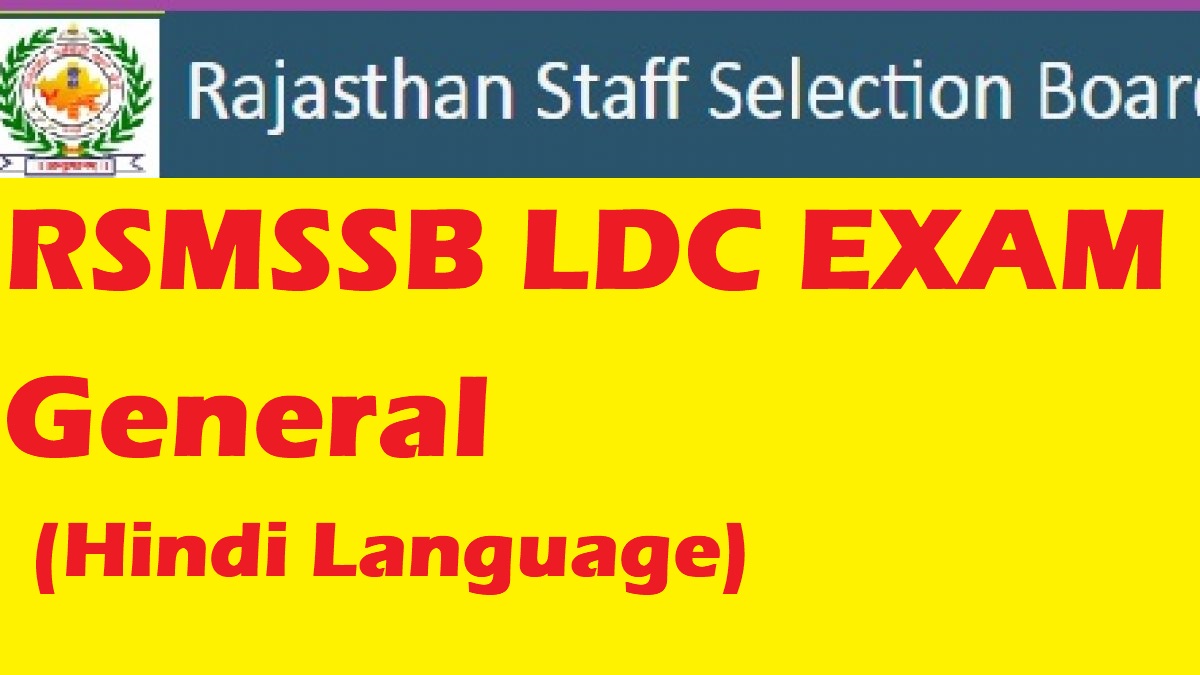 Rajasthan Staff Selection Boar
RSMSSB LDC EXAM
General
(Hindi Language)